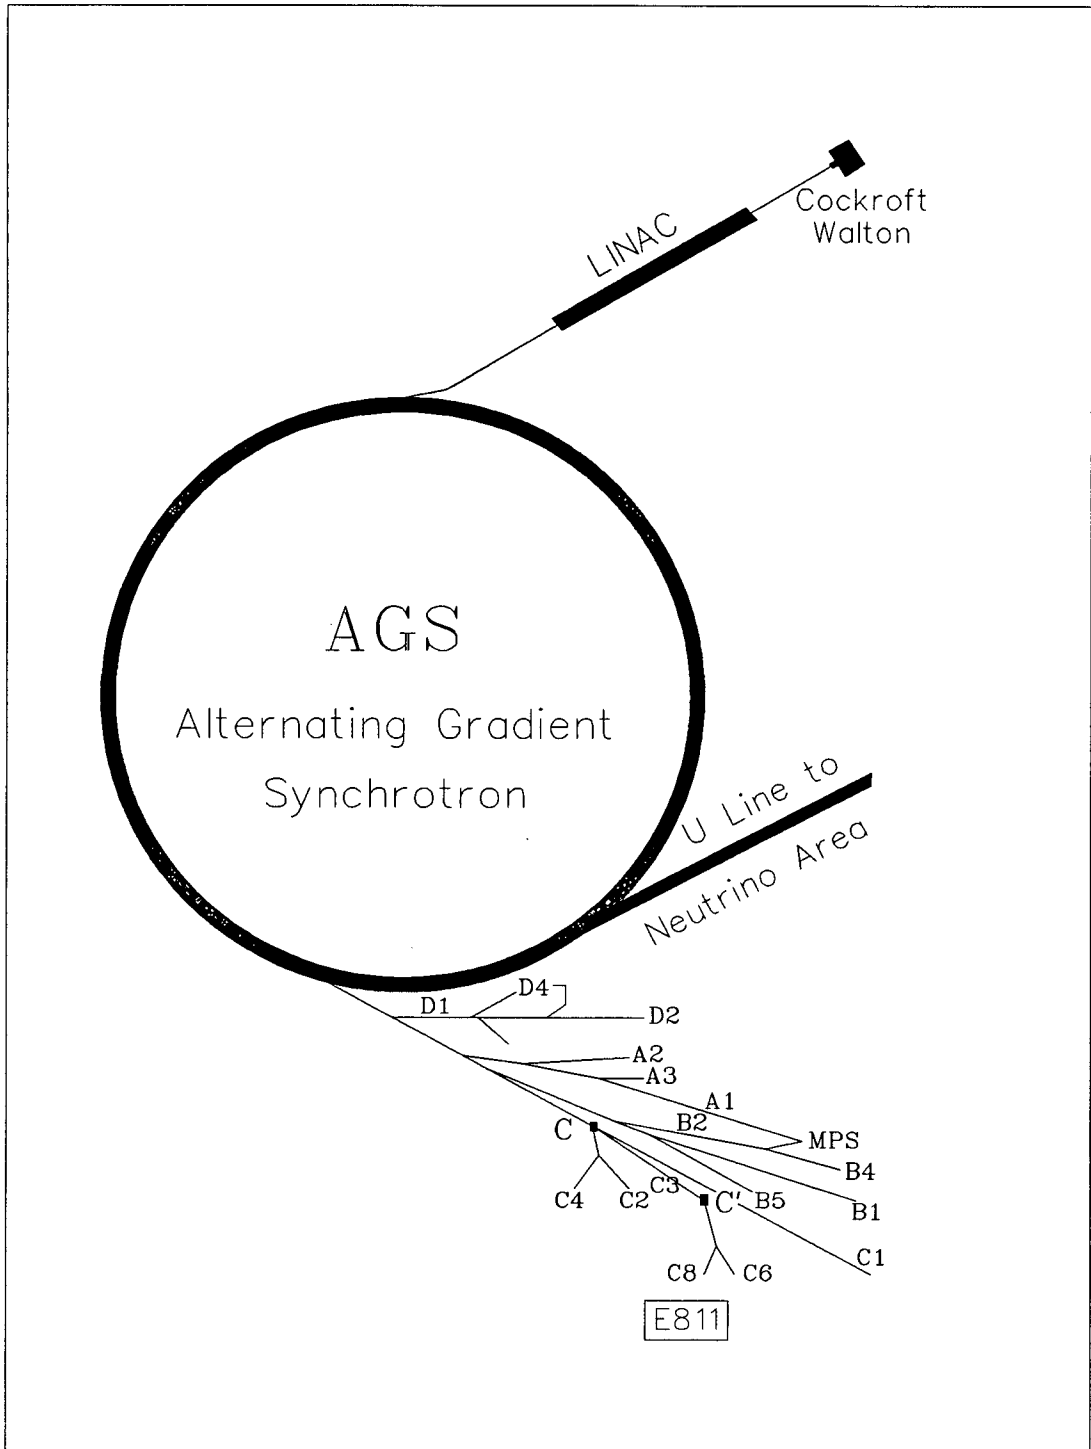 Cockroft
Walton
LINAC
AGS
Alternating Gradient
Synchrotron
U Line to
Neutrino Area
D4
D1
D2
A2
A3
A1
B2
C
MPS
B4
C3
C4
C2
C'
B5
B1
C1
C8
C6
E811